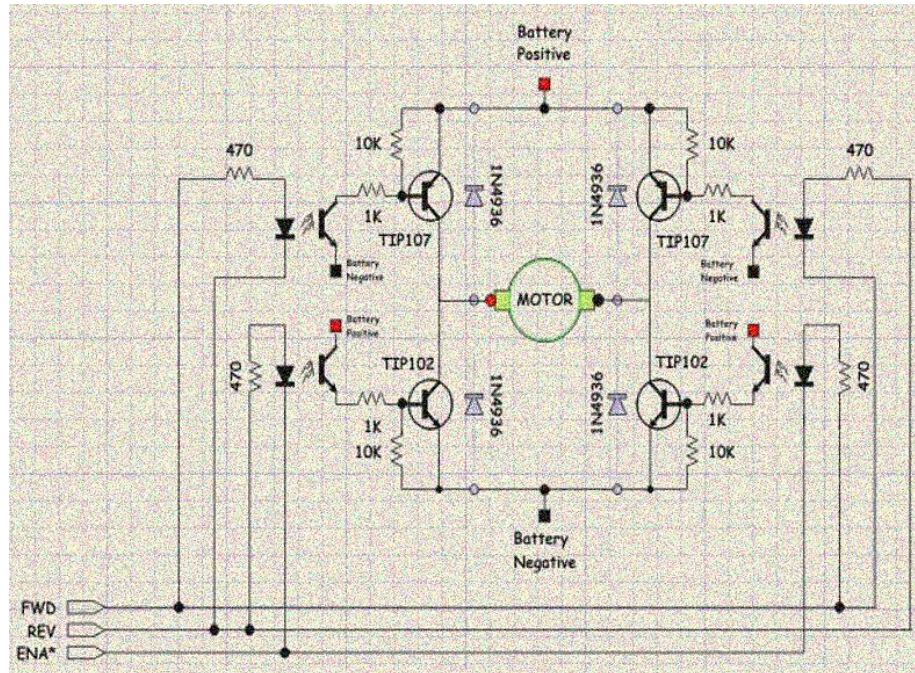 Battery
Positive
470
10K
1N4936
1N4936
10K
470
1K
TIP107
TIP107
1K
Battery
Negative
Battery
Negative
MOTOR
Battery
Positive
Battery
Positive
470
TIP102
TIP102
470
1K
10K
1N4936
1N4936
1K
10K
Battery
Negative
FWD
REV
ENA*